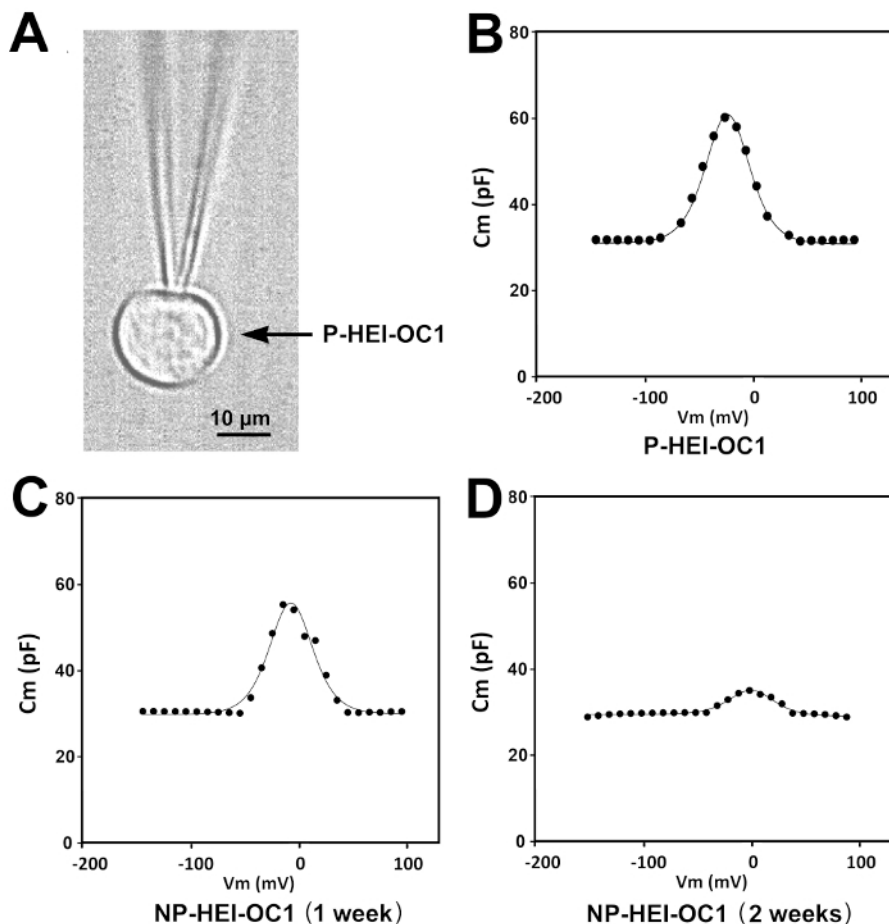 A
P-HEI-OC1
10 µm
B
80
60
40
20
0
Cm (pF)
-200
-100
0
100
Vm (mV)
P-HEI-OC1
C
80
60
40
20
0
Cm (pF)
-200
-100
0
100
Vm (mV)
NP-HEI-OC1 (1 week)
D
80
60
40
20
0
Cm (pF)
-200
-100
0
100
Vm (mV)
NP-HEI-OC1 (2 weeks)